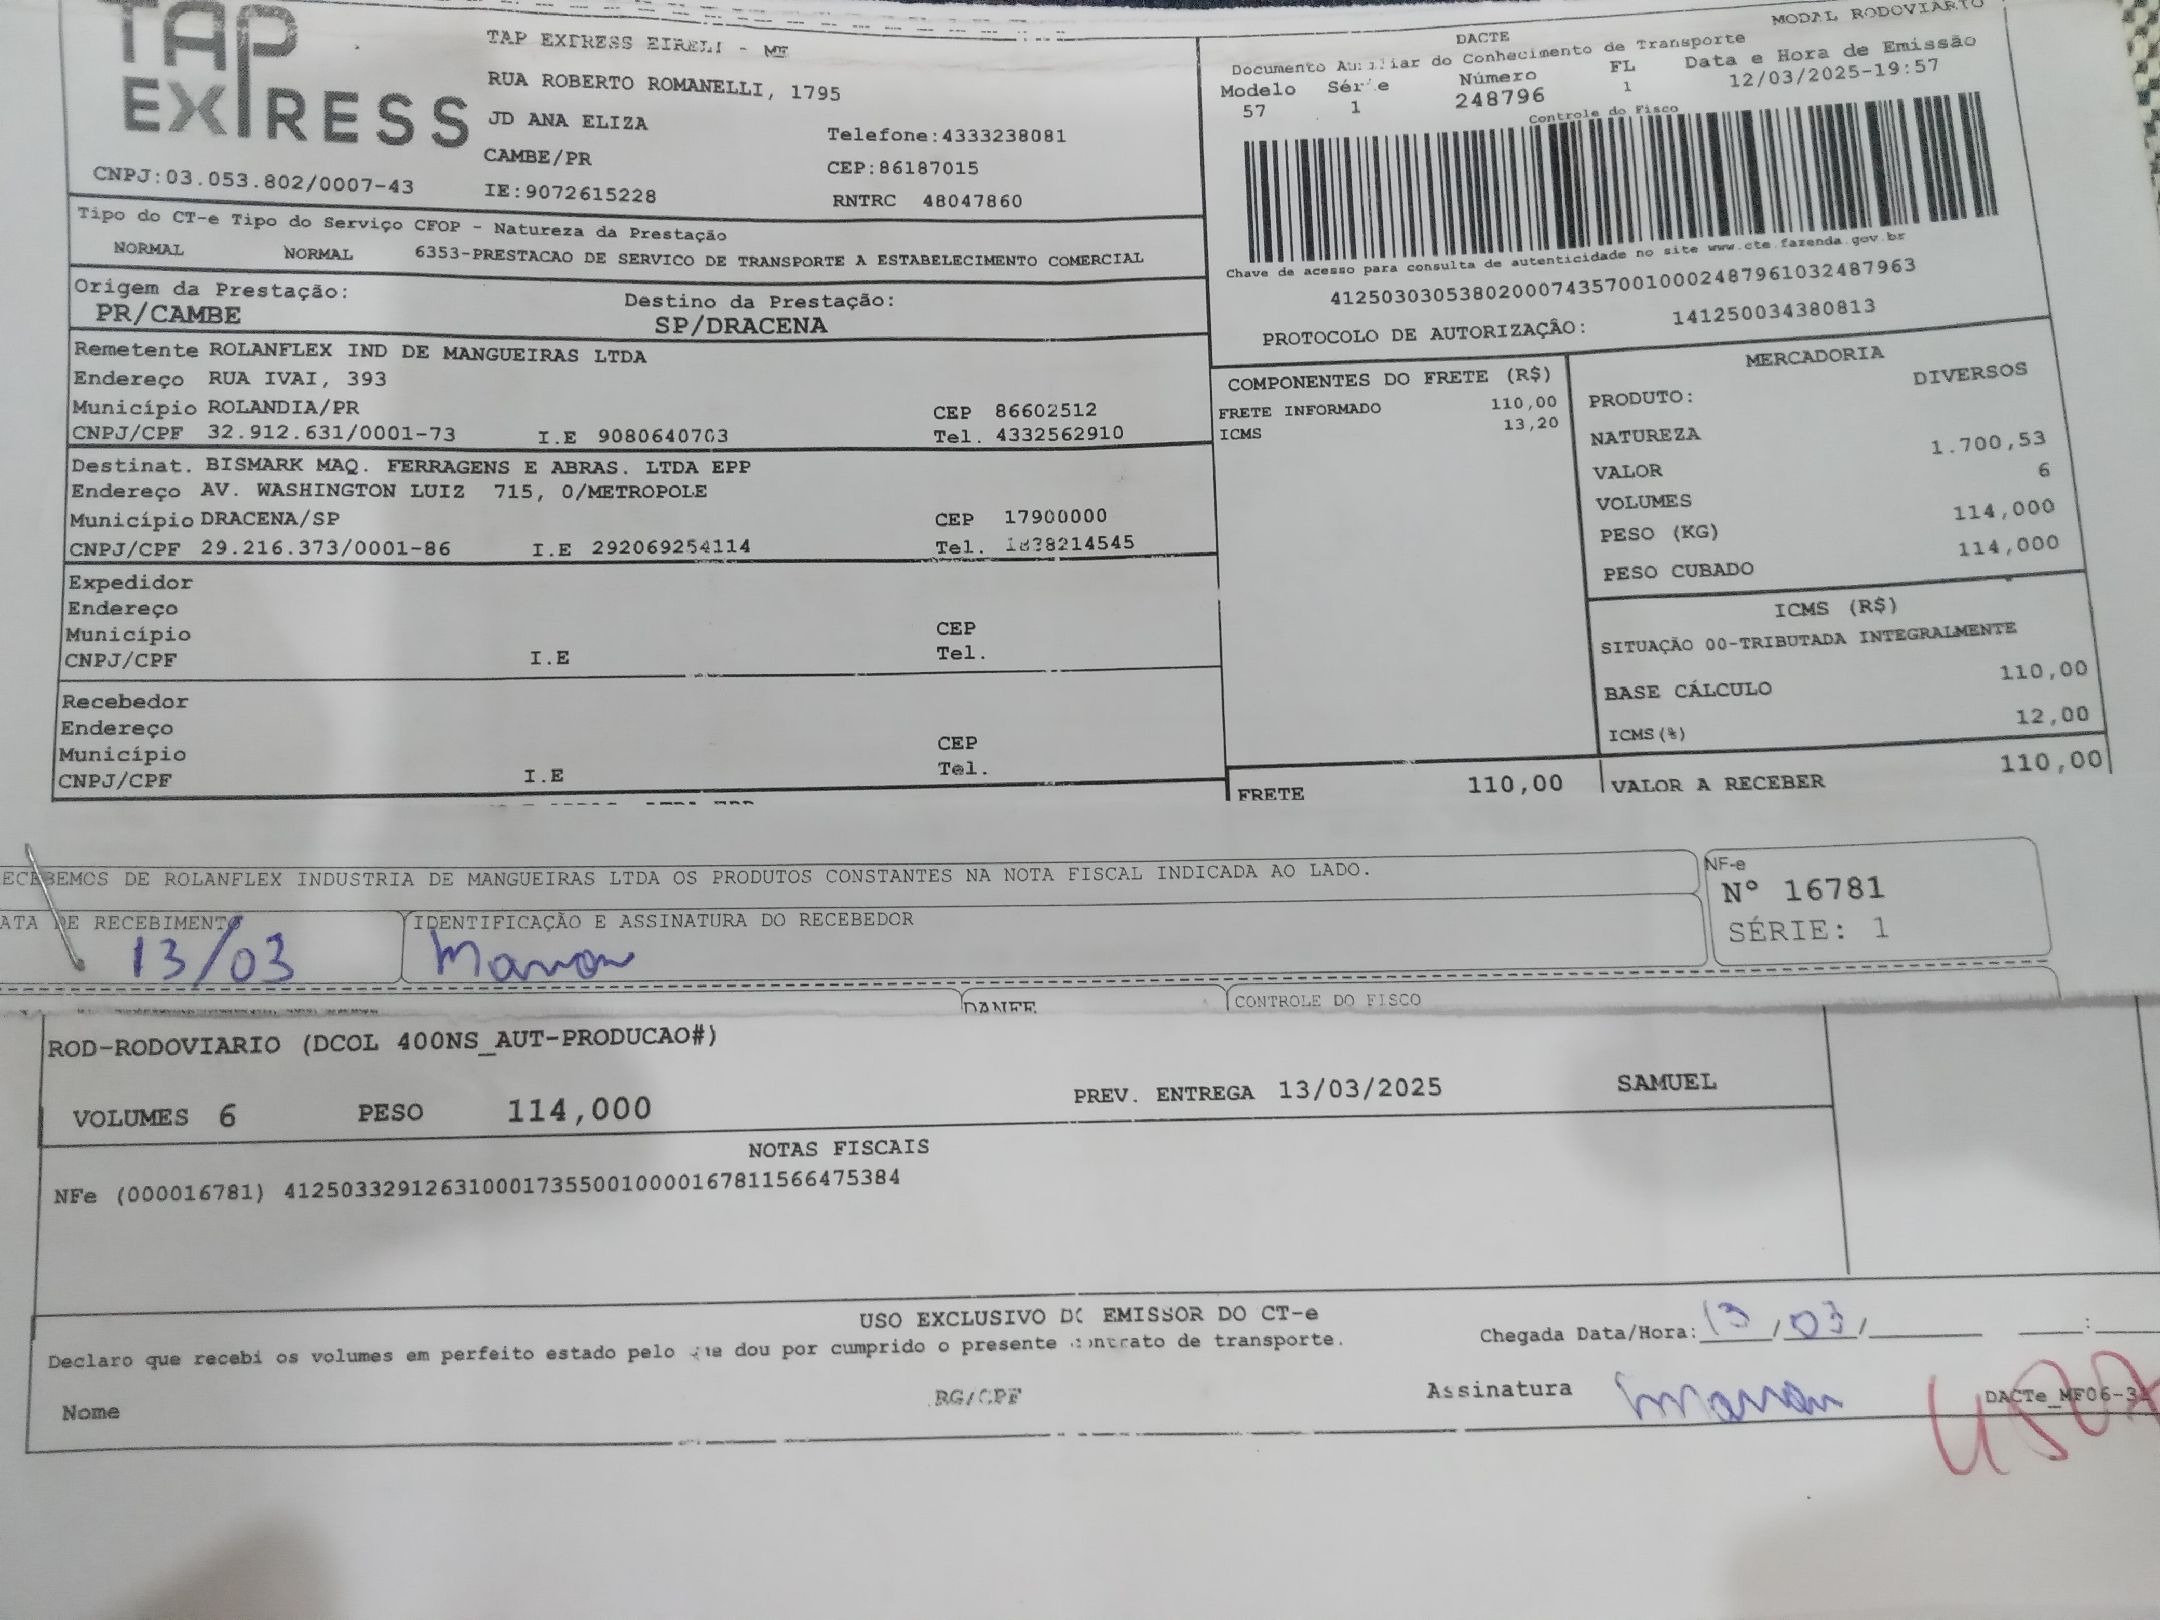 TAP
EXPRESS
CNPJ:03.053.802/0007-43
TAP EXPRESS EIRELI - ME
RUA ROBERTO ROMANELLI, 1795
JD ANA ELIZA
Telefone:4333238081
CAMBE/PR
CEP:86187015
IE:9072615228
RNTRC 48047860
MODAL RODOVIARIO
DACTE
Documento Auxiliar do Conhecimento de Transporte
Modelo Série Número FL Data e Hora de Emissão
57 1 248796 1 12/03/2025-19:57
Controle do Fisco
Chave de acesso para consulta de autenticidade no site www.cte.fazenda.gov.br
41250303053802000743570010002487961032487963
PROTOCOLO DE AUTORIZAÇÃO: 141250034380813
Tipo do CT-e Tipo do Serviço CFOP - Natureza da Prestação
NORMAL NORMAL 6353-PRESTACAO DE SERVICO DE TRANSPORTE A ESTABELECIMENTO COMERCIAL
Origem da Prestação: Destino da Prestação:
PR/CAMBE SP/DRACENA
Remetente ROLANFLEX IND DE MANGUEIRAS LTDA
Endereço RUA IVAI, 393
Município ROLANDIA/PR CEP 86602512
CNPJ/CPF 32.912.631/0001-73 I.E 9080640703 Tel. 4332562910
Destinat. BISMARK MAQ. FERRAGENS E ABRAS. LTDA EPP
Endereço AV. WASHINGTON LUIZ 715, 0/METROPOLE
Município DRACENA/SP CEP 17900000
CNPJ/CPF 29.216.373/0001-86 I.E 292069254114 Tel. 1838214545
Expedidor
Endereço
Município CEP
CNPJ/CPF I.E Tel.
Recebedor
Endereço
Município CEP
CNPJ/CPF I.E Tel.
COMPONENTES DO FRETE (R$)
FRETE INFORMADO 110,00
ICMS 13,20
FRETE 110,00
MERCADORIA
PRODUTO: DIVERSOS
NATUREZA
VALOR 1.700,53
VOLUMES 6
PESO (KG) 114,000
PESO CUBADO 114,000
ICMS (R$)
SITUAÇÃO 00-TRIBUTADA INTEGRALMENTE
BASE CÁLCULO 110,00
ICMS(%) 12,00
VALOR A RECEBER 110,00
ECEBEMOS DE ROLANFLEX INDUSTRIA DE MANGUEIRAS LTDA OS PRODUTOS CONSTANTES NA NOTA FISCAL INDICADA AO LADO.
NF-e
Nº 16781
SÉRIE: 1
ATA DE RECEBIMENTO IDENTIFICAÇÃO E ASSINATURA DO RECEBEDOR
13/03
DANFE CONTROLE DO FISCO
ROD-RODOVIARIO (DCOL 400NS_AUT-PRODUCAO#)
VOLUMES 6 PESO 114,000 PREV. ENTREGA 13/03/2025 SAMUEL
NOTAS FISCAIS
NFe (000016781) 41250332912631000173550010000167811566475384
USO EXCLUSIVO DO EMISSOR DO CT-e
Declaro que recebi os volumes em perfeito estado pelo que dou por cumprido o presente contrato de transporte.
Chegada Data/Hora: 13/03/ :
Nome RG/CPF Assinatura
DACTe_MF06-3